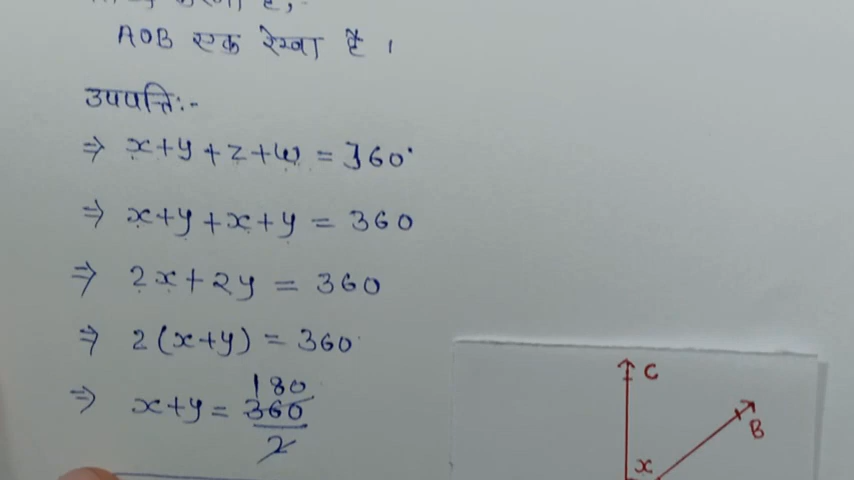 है,
AOB एक रेखा है ।
उपपत्ति:-
⇒ x+y+z+w = 360°
⇒ x+y+x+y = 360
⇒ 2x+2y = 360
⇒ 2(x+y) = 360
⇒ x+y = 360/2 180
C
B
x